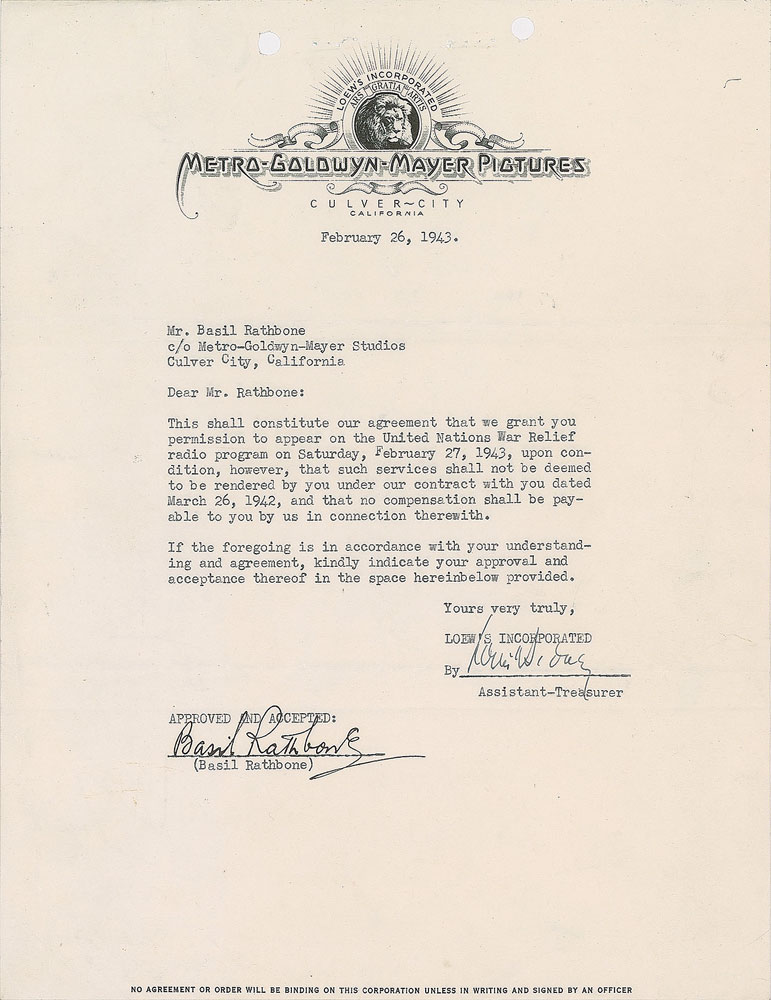 LOEW'S INCORPORATED
ARS GRATIA ARTIS
METRO-GOLDWYN-MAYER PICTURES
CULVER~CITY
CALIFORNIA
February 26, 1943.
Mr. Basil Rathbone
c/o Metro-Goldwyn-Mayer Studios
Culver City, California
Dear Mr. Rathbone:
This shall constitute our agreement that we grant you
permission to appear on the United Nations War Relief
radio program on Saturday, February 27, 1943, upon con-
dition, however, that such services shall not be deemed
to be rendered by you under our contract with you dated
March 26, 1942, and that no compensation shall be pay-
able to you by us in connection therewith.
If the foregoing is in accordance with your understand-
ing and agreement, kindly indicate your approval and
acceptance thereof in the space hereinbelow provided.
Yours very truly,
LOEW'S INCORPORATED
By
Assistant-Treasurer
APPROVED AND ACCEPTED:
Basil Rathbone
(Basil Rathbone)
NO AGREEMENT OR ORDER WILL BE BINDING ON THIS CORPORATION UNLESS IN WRITING AND SIGNED BY AN OFFICER